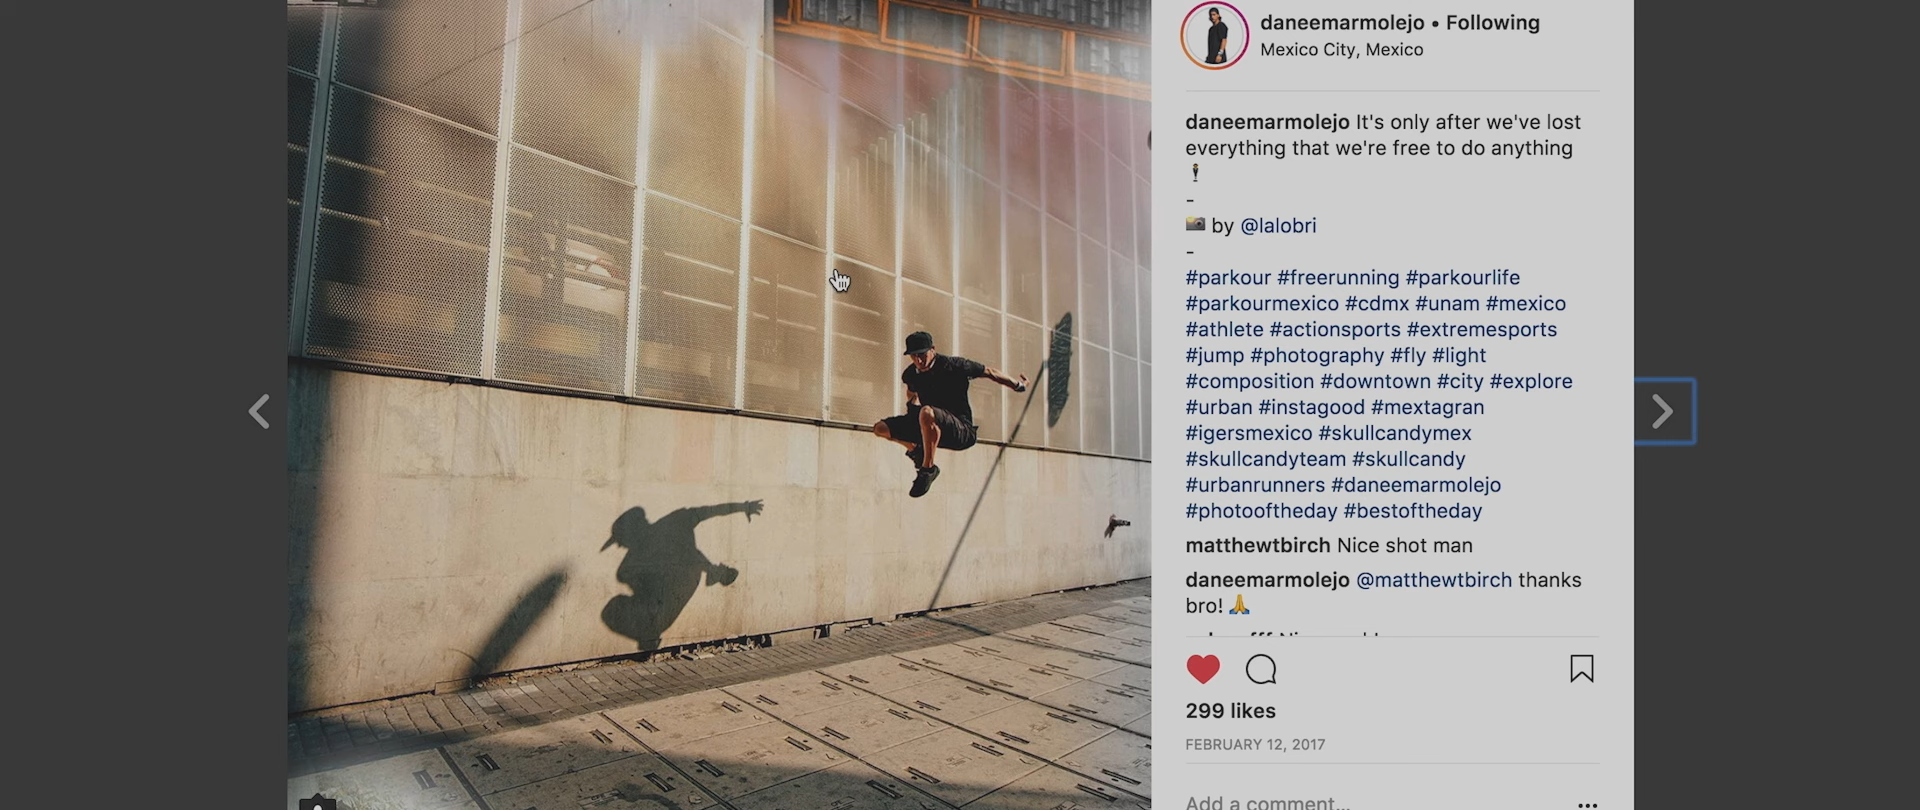 daneemarmolejo • Following
Mexico City, Mexico
daneemarmolejo It's only after we've lost
everything that we're free to do anything
🕴
-
📷 by @lalobri
-
#parkour #freerunning #parkourlife
#parkourmexico #cdmx #unam #mexico
#athlete #actionsports #extremesports
#jump #photography #fly #light
#composition #downtown #city #explore
#urban #instagood #mextagran
#igersmexico #skullcandymex
#skullcandyteam #skullcandy
#urbanrunners #daneemarmolejo
#photooftheday #bestoftheday
matthewtbirch Nice shot man
daneemarmolejo @matthewtbirch thanks
bro! 🙏
299 likes
FEBRUARY 12, 2017
Add a comment...